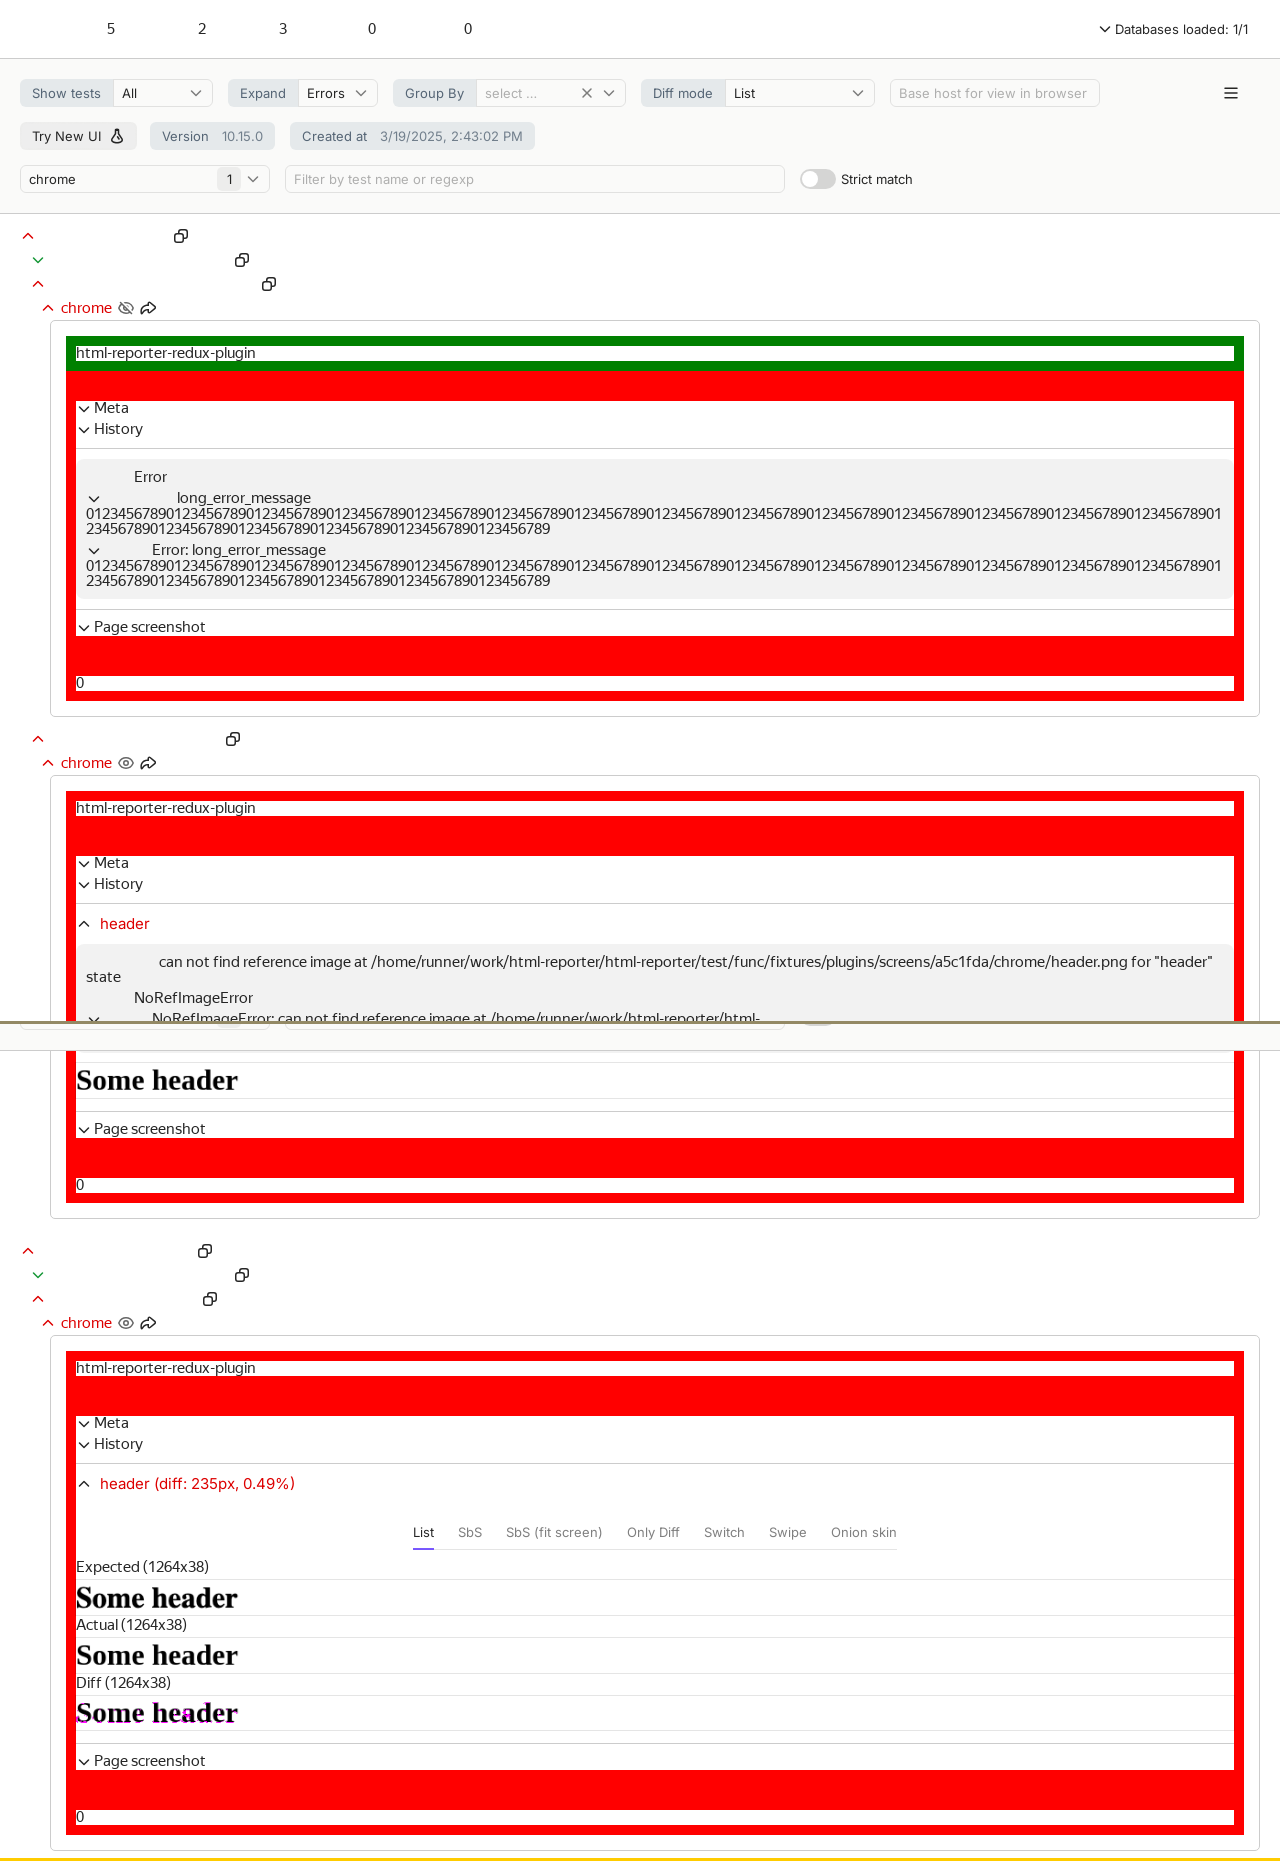 5 2 3 0 0 Databases loaded: 1/1
Show tests All Expand Errors Group By select ... Diff mode List Base host for view in browser
Try New UI Version 10.15.0 Created at 3/19/2025, 2:43:02 PM
chrome 1 Filter by test name or regexp Strict match
chrome
html-reporter-redux-plugin
Meta
History
Error
long_error_message
Error: long_error_message
Page screenshot
0
chrome
html-reporter-redux-plugin
Meta
History
header
can not find reference image at /home/runner/work/html-reporter/html-reporter/test/func/fixtures/plugins/screens/a5c1fda/chrome/header.png for "header"
state
NoRefImageError
NoRefImageError: can not find reference image at /home/runner/work/html-reporter/html-
Some header
Page screenshot
0
chrome
html-reporter-redux-plugin
Meta
History
header (diff: 235px, 0.49%)
List SbS SbS (fit screen) Only Diff Switch Swipe Onion skin
Expected (1264x38)
Some header
Actual (1264x38)
Some header
Diff (1264x38)
Some header
Page screenshot
0